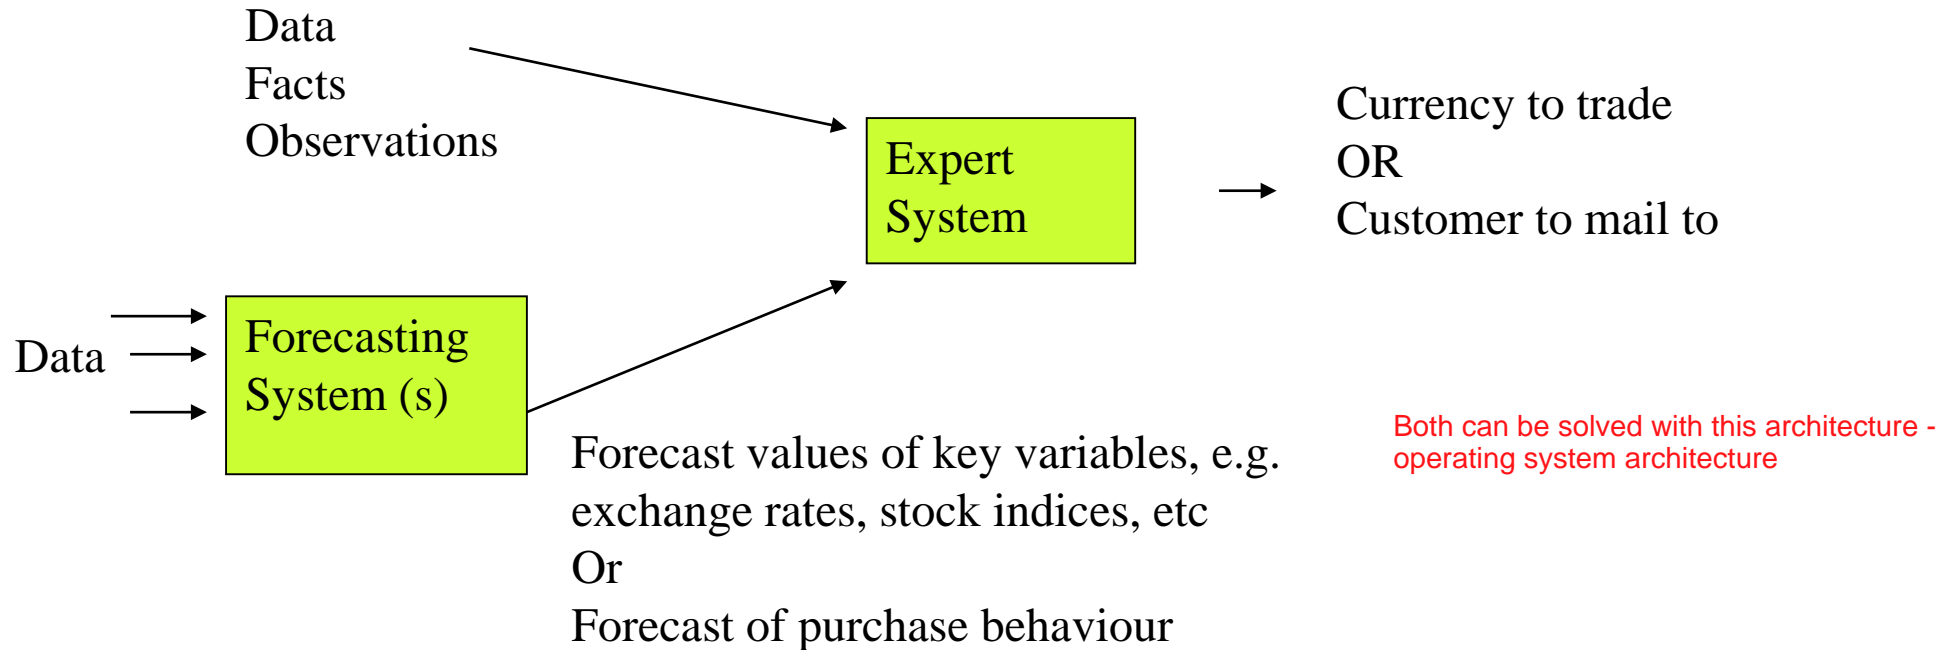 Data
Facts
Observations
Expert
System
Currency to trade
OR
Customer to mail to
Data
Forecasting
System (s)
Forecast values of key variables, e.g.
exchange rates, stock indices, etc
Or
Forecast of purchase behaviour
Both can be solved with this architecture -
operating system architecture